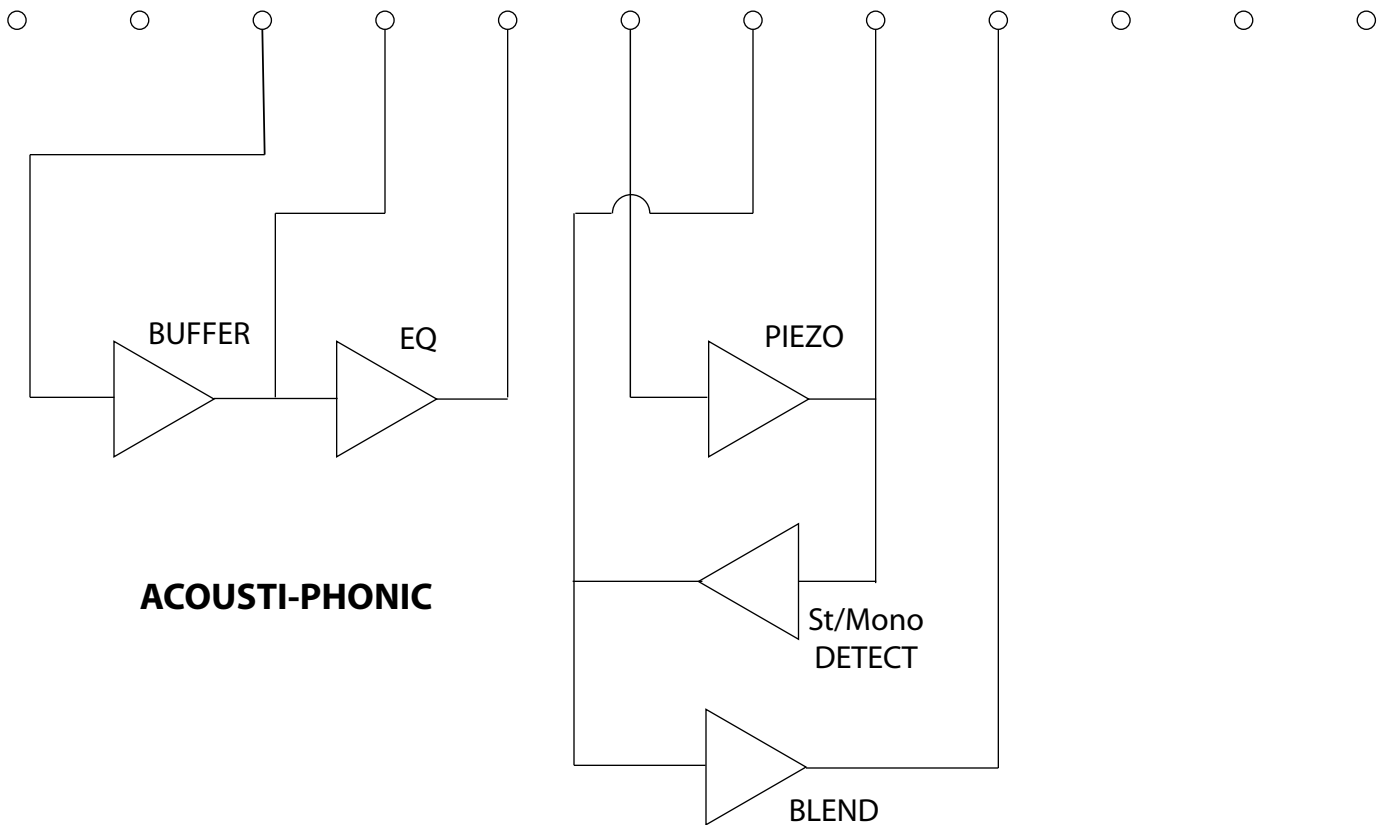 BUFFER
EQ
PIEZO
ACOUSTI-PHONIC
St/Mono
DETECT
BLEND